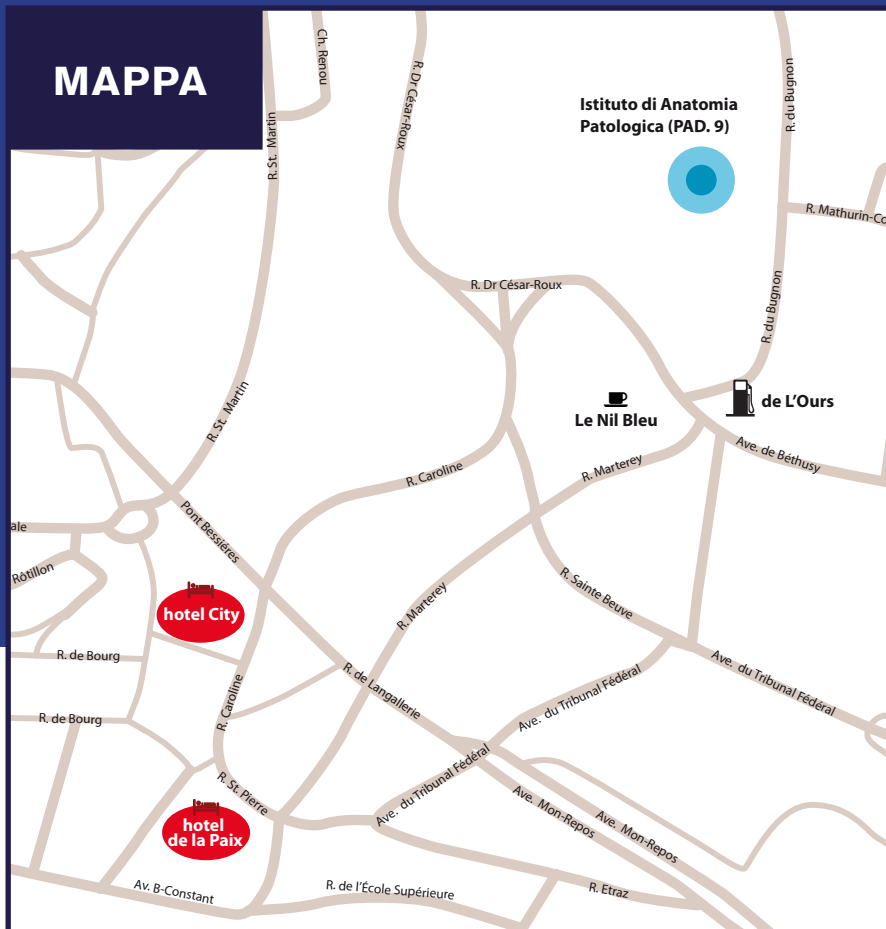 MAPPA
Ch. Renou
R. Dr César-Roux
R. du Bugnon
Istituto di Anatomia
Patologica (PAD. 9)
R. St. Martin
R. Mathurin-Co
R. Dr César-Roux
R. du Bugnon
R. St. Martin
de L'Ours
Le Nil Bleu
Ave. de Béthusy
R. Caroline
R. Marterey
Pont Bessiéres
ale
Rôtillon
hotel City
R. Marterey
R. Sainte Beuve
R. de Bourg
R. Caroline
R. de Langallerie
Ave. du Tribunal Fédéral
Ave. du Tribunal Fédéral
R. de Bourg
Ave. du Tribunal Fédéral
R. St. Pierre
hotel
de la Paix
Ave. Mon-Repos
Ave. Mon-Repos
Av. B-Constant
R. de l'École Supérieure
R. Etraz